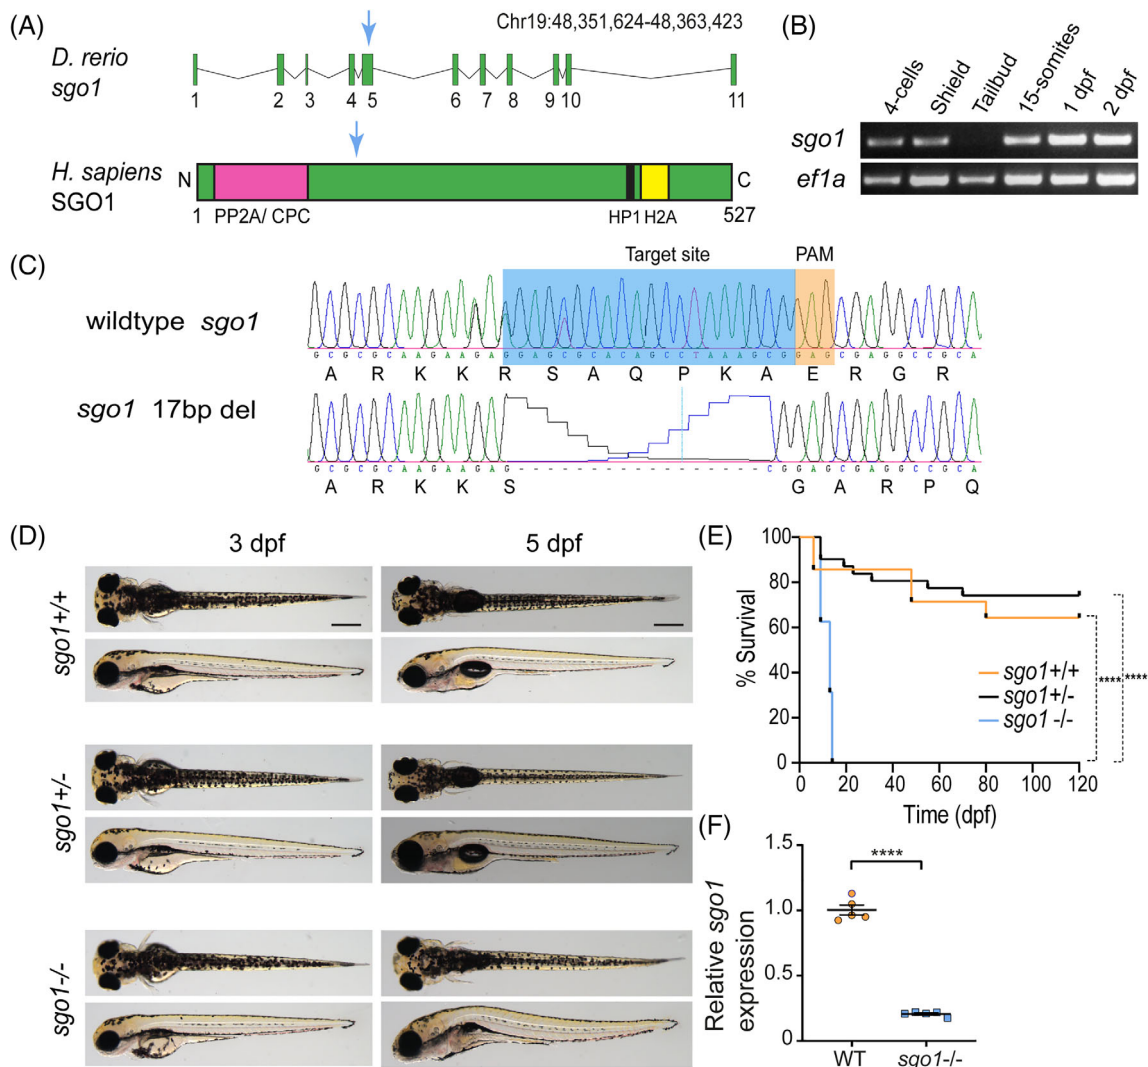 (A)
Chr19:48,351,624-48,363,423
D. rerio
sgo1
1 2 3 4 5 6 7 8 9 10 11
H. sapiens
SGO1
N C
1 PP2A/ CPC HP1 H2A 527
(B)
4-cells Shield Tailbud 15-somites 1 dpf 2 dpf
sgo1
ef1a
(C)
Target site PAM
wildtype sgo1
G C G C G C A A G A A G A G G A G C G C A C A G C C T A A A G C G G A G C G A G G C C G C A
A R K K R S A Q P K A E R G R
sgo1 17bp del
G C G C G C A A G A A G A G - - - - - - - - - - - - - - - - - C G G A G C G A G G C C G C A
A R K K S G A R P Q
(D)
3 dpf 5 dpf
sgo1+/+
sgo1+/-
sgo1-/-
(E)
% Survival
100
80
60
40
20
0
0 20 40 60 80 100 120
Time (dpf)
sgo1+/+
sgo1+/-
sgo1 -/-
**** ****
(F)
Relative sgo1
expression
1.5
1.0
0.5
0
****
WT sgo1-/-